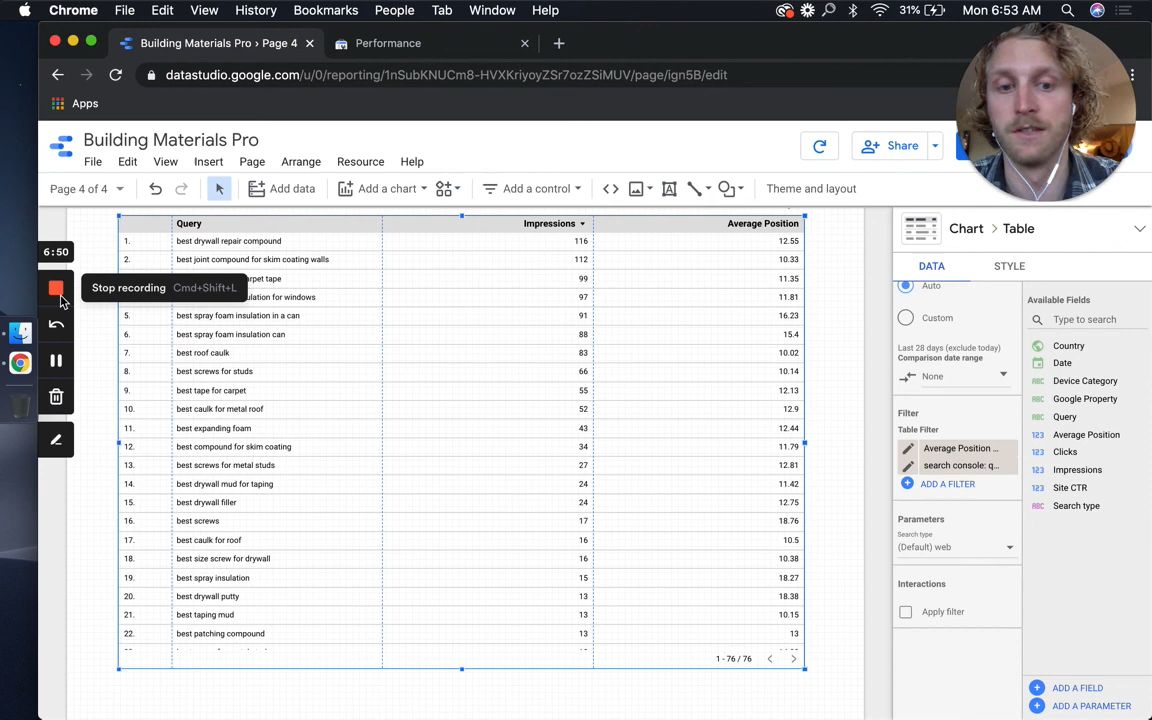 Chrome File Edit View History Bookmarks People Tab Window Help 31% Mon 6:53 AM
Building Materials Pro › Page 4 Performance
datastudio.google.com/u/0/reporting/1nSubKNUCm8-HVXKriyoyZSr7ozZSiMUV/page/ign5B/edit
Apps
Building Materials Pro
File Edit View Insert Page Arrange Resource Help
Share
Page 4 of 4 Add data Add a chart Add a control Theme and layout
Query Impressions Average Position
1. best drywall repair compound 116 12.55
2. best joint compound for skim coating walls 112 10.33
carpet tape 99 11.35
insulation for windows 97 11.81
5. best spray foam insulation in a can 91 16.23
6. best spray foam insulation can 88 15.4
7. best roof caulk 83 10.02
8. best screws for studs 66 10.14
9. best tape for carpet 55 12.13
10. best caulk for metal roof 52 12.9
11. best expanding foam 43 12.44
12. best compound for skim coating 34 11.79
13. best screws for metal studs 27 12.81
14. best drywall mud for taping 24 11.42
15. best drywall filler 24 12.75
16. best screws 17 18.76
17. best caulk for roof 16 10.5
18. best size screw for drywall 16 10.38
19. best spray insulation 15 18.27
20. best drywall putty 13 18.38
21. best taping mud 13 10.15
22. best patching compound 13 13
1 - 76 / 76
6:50
Stop recording Cmd+Shift+L
Chart > Table
DATA STYLE
Auto
Custom
Last 28 days (exclude today)
Comparison date range
None
Filter
Table Filter
Average Position ...
search console: q...
ADD A FILTER
Parameters
Search type
(Default) web
Interactions
Apply filter
Available Fields
Type to search
Country
Date
ABC Device Category
ABC Google Property
ABC Query
123 Average Position
123 Clicks
123 Impressions
123 Site CTR
ABC Search type
ADD A FIELD
ADD A PARAMETER